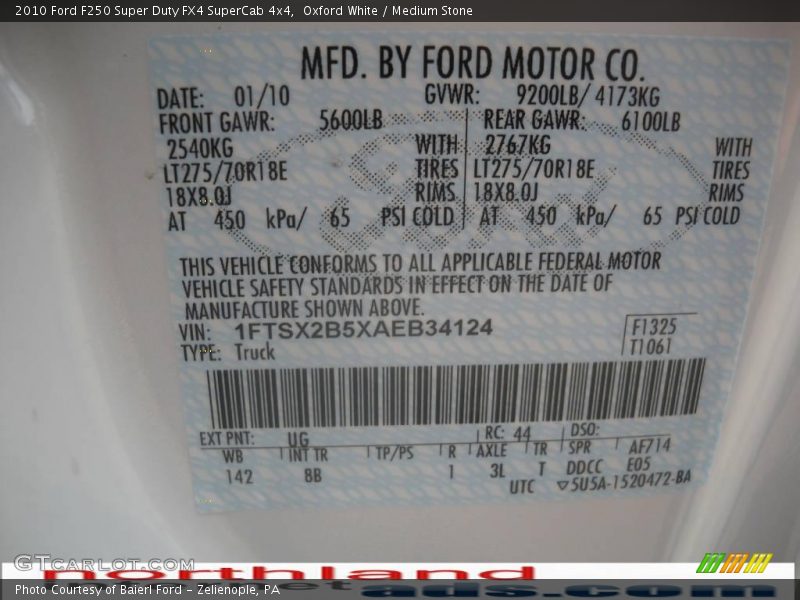 2010 Ford F250 Super Duty FX4 SuperCab 4x4, Oxford White / Medium Stone
MFD. BY FORD MOTOR CO.
DATE: 01/10 GVWR: 9200LB/ 4173KG
FRONT GAWR: 5600LB REAR GAWR: 6100LB
2540KG WITH 2767KG WITH
LT275/70R18E TIRES LT275/70R18E TIRES
18X8.0J RIMS 18X8.0J RIMS
AT 450 kPa/ 65 PSI COLD AT 450 kPa/ 65 PSI COLD
THIS VEHICLE CONFORMS TO ALL APPLICABLE FEDERAL MOTOR
VEHICLE SAFETY STANDARDS IN EFFECT ON THE DATE OF
MANUFACTURE SHOWN ABOVE.
VIN: 1FTSX2B5XAEB34124 F1325
TYPE: Truck T1061
EXT PNT: UG RC: 44 DSO:
WB INT TR TP/PS R AXLE TR SPR AF714
142 8B 1 3L T DDCC E05
UTC ▽5U5A-1520472-BA
GTCarLot.com
northland
ads.com
Photo Courtesy of Baierl Ford – Zelienople, PA